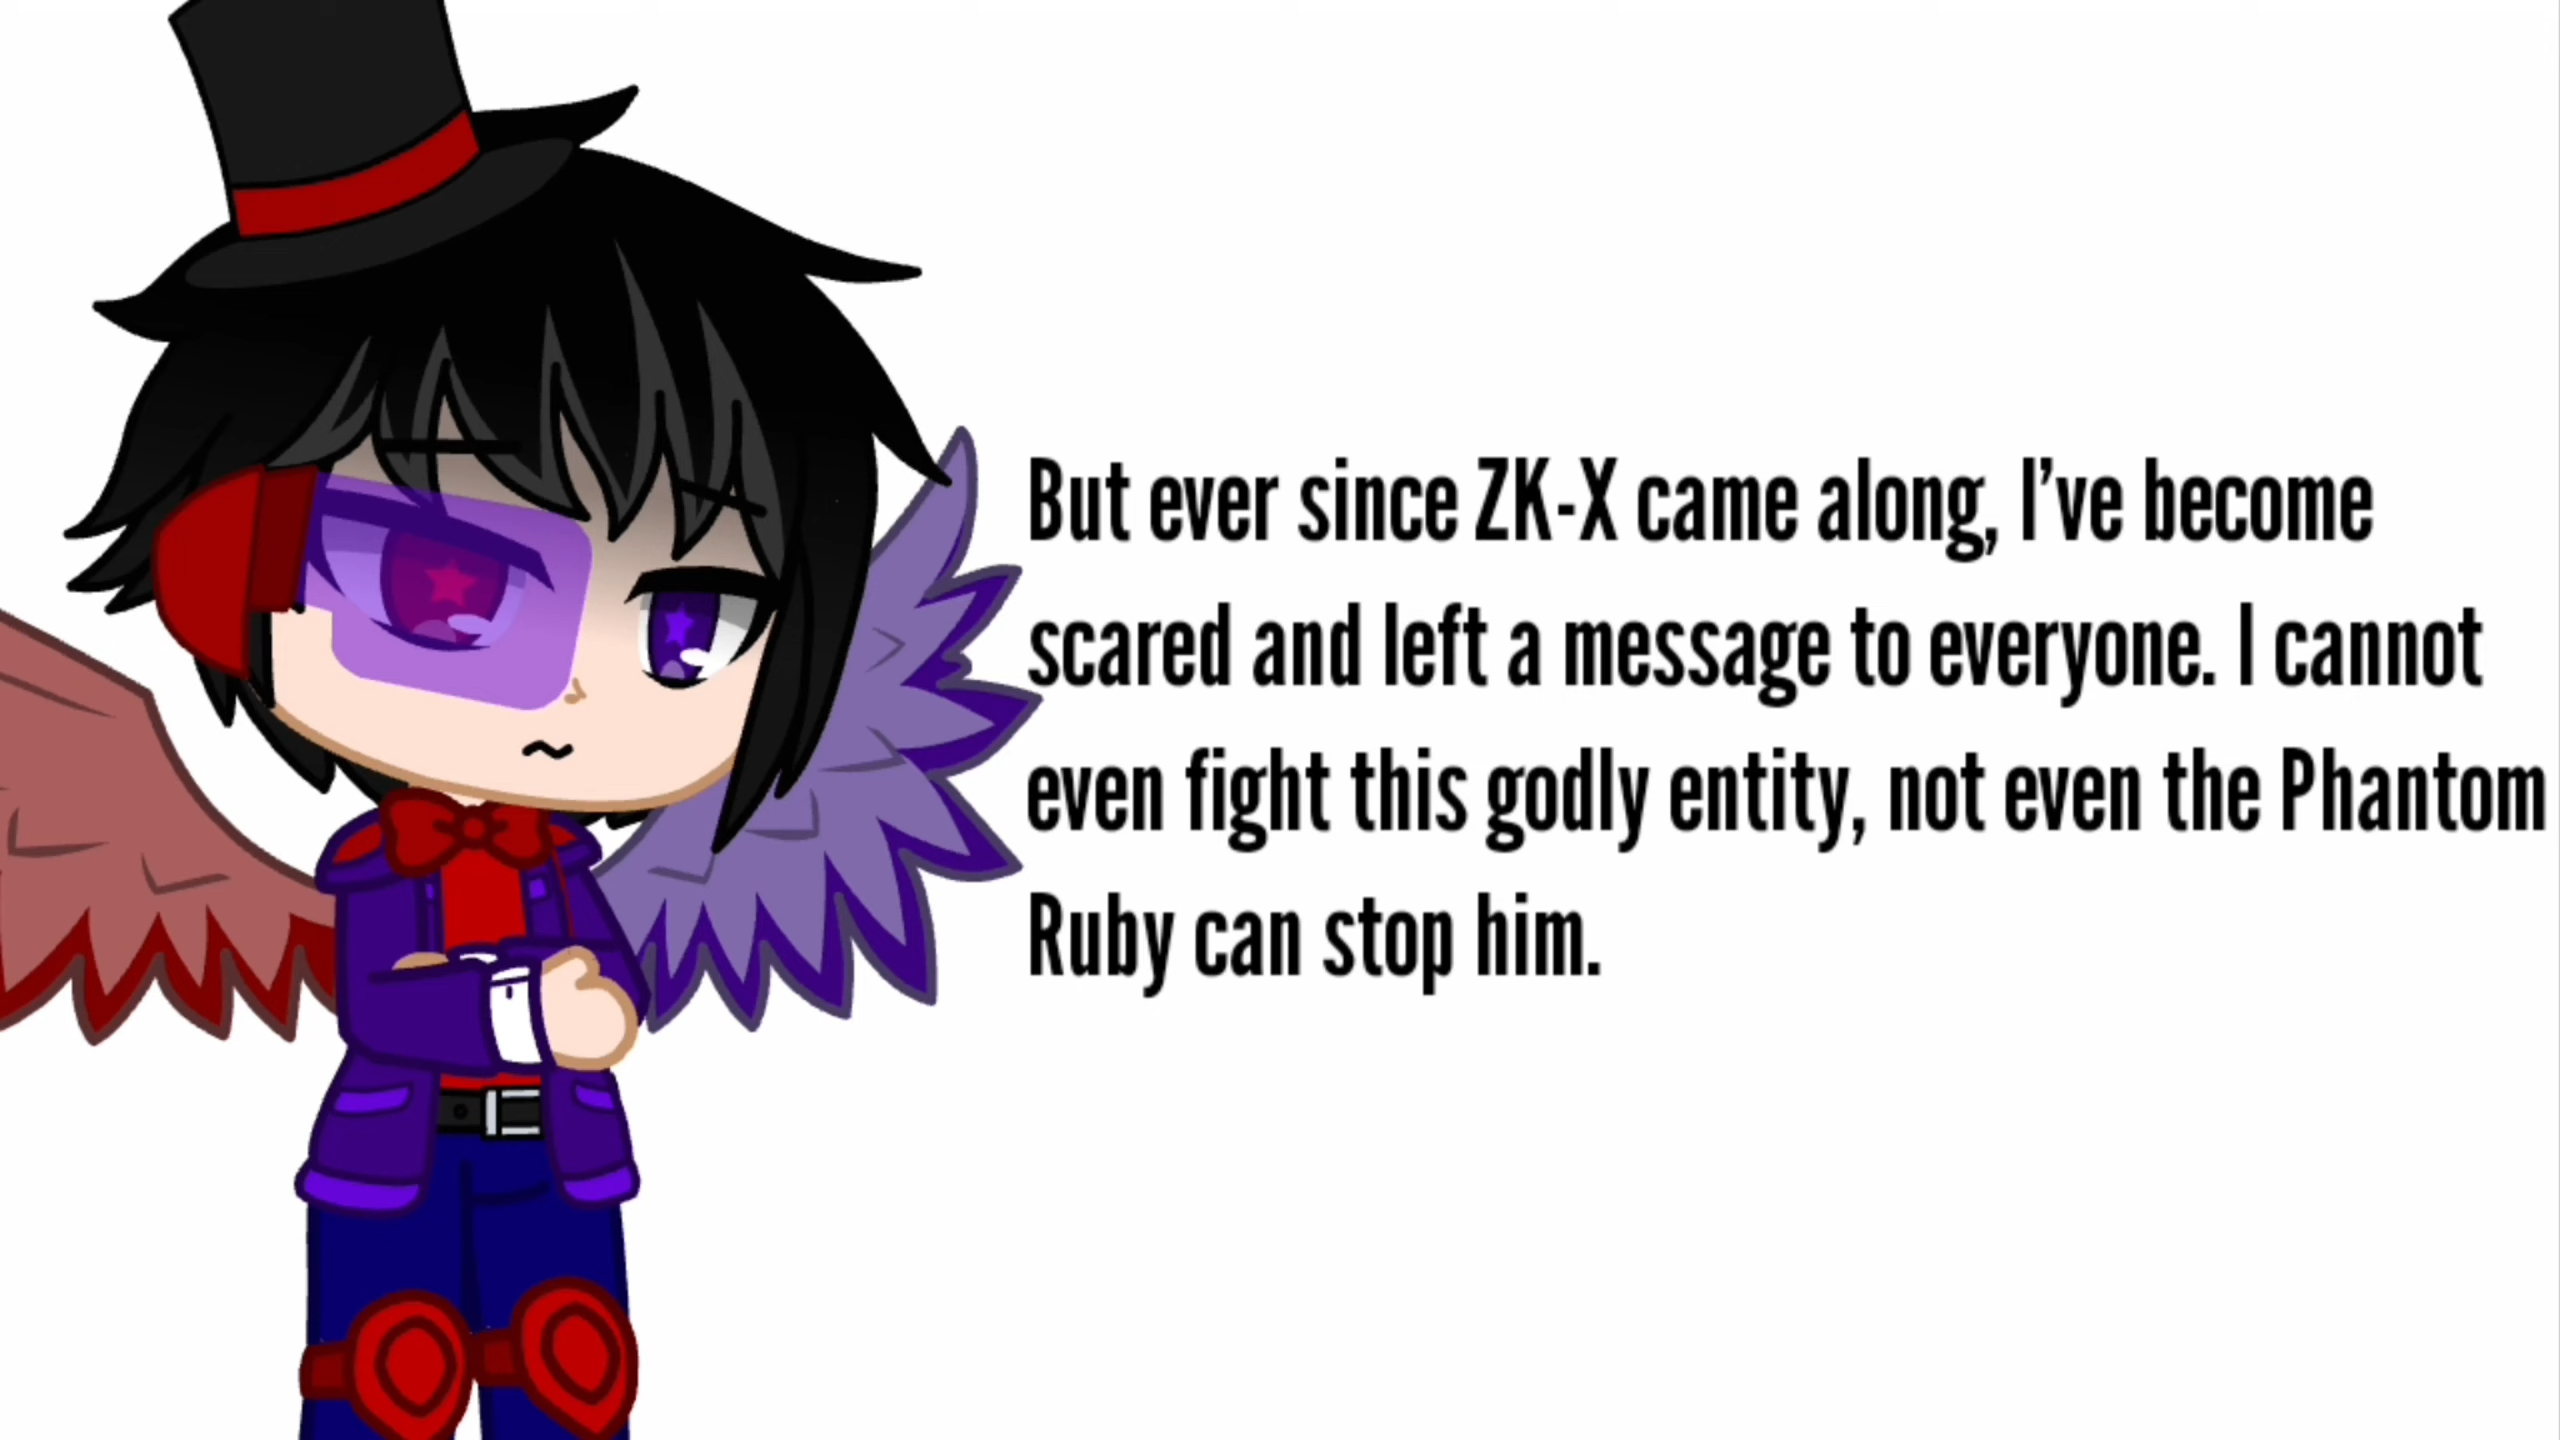 But ever since ZK-X came along, I’ve become
scared and left a message to everyone. I cannot
even fight this godly entity, not even the Phantom
Ruby can stop him.